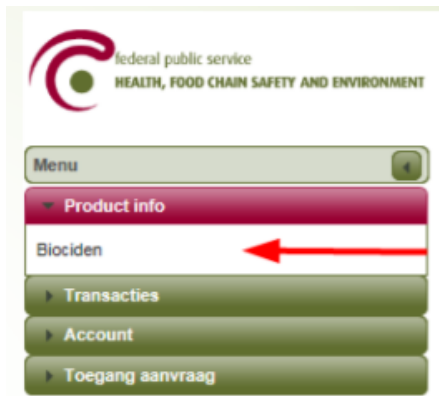 federal public service
HEALTH, FOOD CHAIN SAFETY AND ENVIRONMENT
Menu
Product info
Biociden
Transacties
Account
Toegang aanvraag